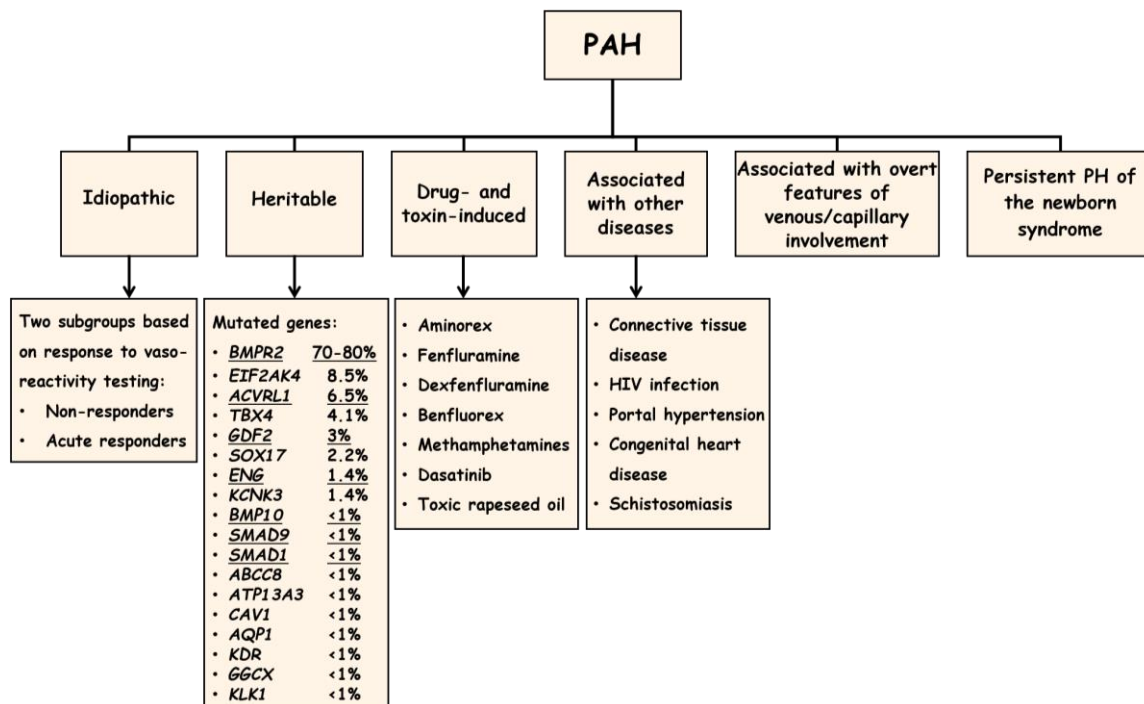 PAH
Idiopathic
Heritable
Drug- and
toxin-induced
Associated
with other
diseases
Associated with overt
features of
venous/capillary
involvement
Persistent PH of
the newborn
syndrome
Two subgroups based
on response to vaso-
reactivity testing:
• Non-responders
• Acute responders
Mutated genes:
• BMPR2 70-80%
• EIF2AK4 8.5%
• ACVRL1 6.5%
• TBX4 4.1%
• GDF2 3%
• SOX17 2.2%
• ENG 1.4%
• KCNK3 1.4%
• BMP10 <1%
• SMAD9 <1%
• SMAD1 <1%
• ABCC8 <1%
• ATP13A3 <1%
• CAV1 <1%
• AQP1 <1%
• KDR <1%
• GGCX <1%
• KLK1 <1%
• Aminorex
• Fenfluramine
• Dexfenfluramine
• Benfluorex
• Methamphetamines
• Dasatinib
• Toxic rapeseed oil
• Connective tissue
disease
• HIV infection
• Portal hypertension
• Congenital heart
disease
• Schistosomiasis